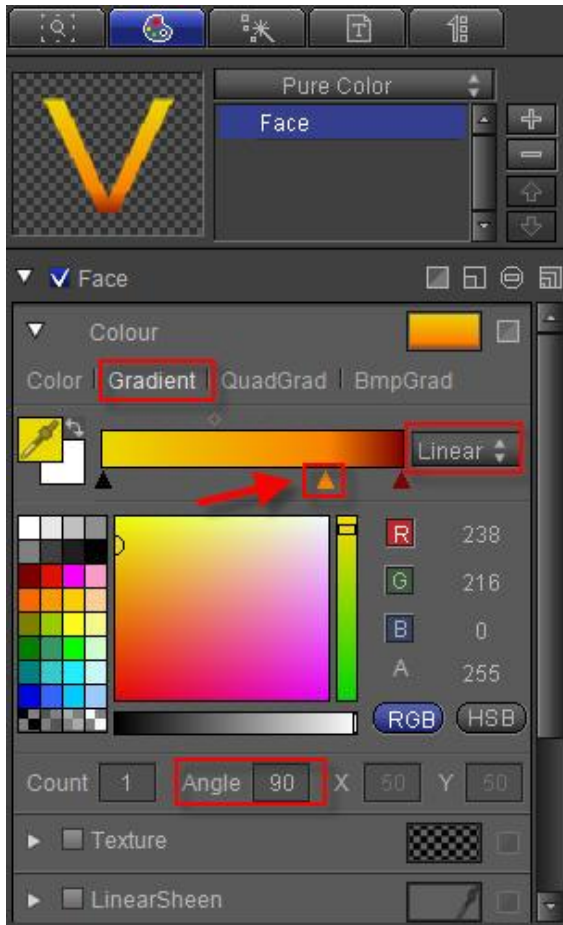 T
V
Pure Color
Face
Face
Colour
Color | Gradient | QuadGrad | BmpGrad
Linear
R 238
G 216
B 0
A 255
RGB HSB
Count 1 Angle 90 X 50 Y 50
Texture
LinearSheen